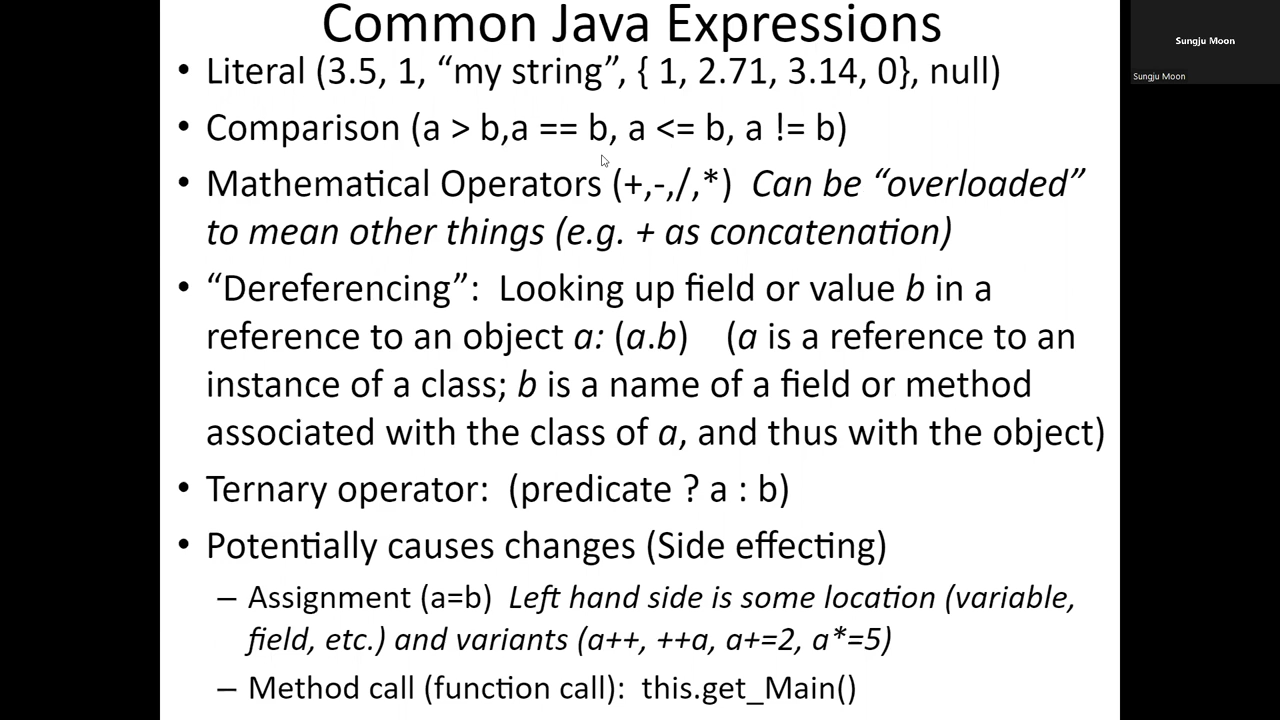 Common Java Expressions
• Literal (3.5, 1, “my string”, { 1, 2.71, 3.14, 0}, null)
• Comparison (a > b,a == b, a <= b, a != b)
• Mathematical Operators (+,-,/,*) Can be “overloaded”
to mean other things (e.g. + as concatenation)
• “Dereferencing”: Looking up field or value b in a
reference to an object a: (a.b) (a is a reference to an
instance of a class; b is a name of a field or method
associated with the class of a, and thus with the object)
• Ternary operator: (predicate ? a : b)
• Potentially causes changes (Side effecting)
– Assignment (a=b) Left hand side is some location (variable,
field, etc.) and variants (a++, ++a, a+=2, a*=5)
– Method call (function call): this.get_Main()
Sungju Moon
Sungju Moon